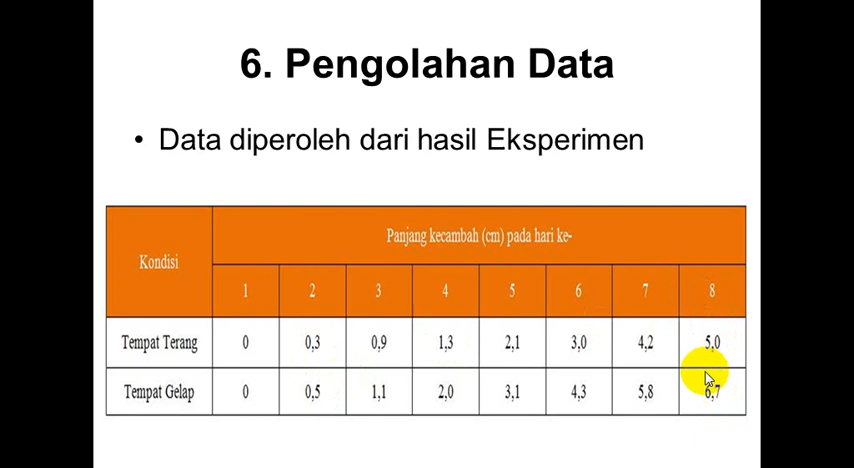 6. Pengolahan Data
• Data diperoleh dari hasil Eksperimen
Kondisi
Panjang kecambah (cm) pada hari ke-
1 2 3 4 5 6 7 8
Tempat Terang 0 0,3 0,9 1,3 2,1 3,0 4,2 5,0
Tempat Gelap 0 0,5 1,1 2,0 3,1 4,3 5,8 6,7